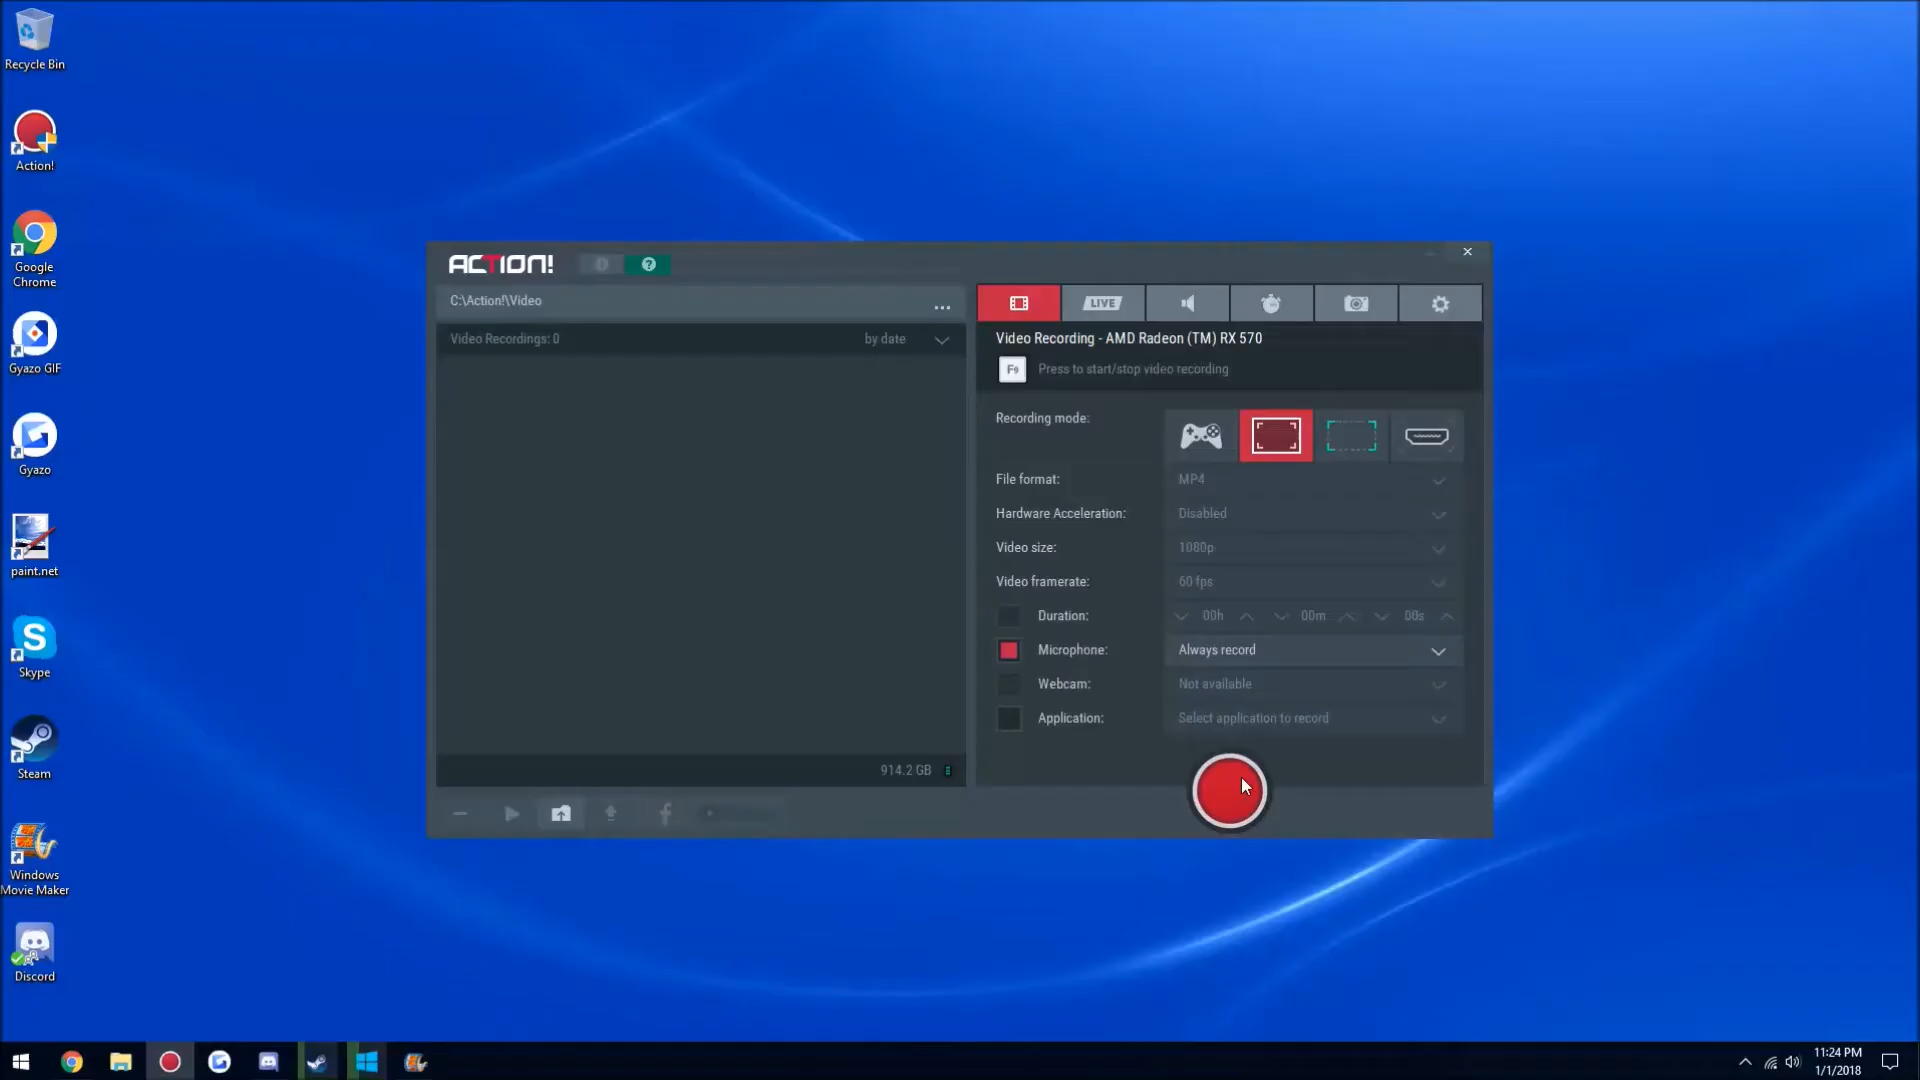 Recycle Bin
Action!
Google
Chrome
Gyazo GIF
Gyazo
paint.net
Skype
Steam
Windows
Movie Maker
Discord
ACTION!
?
C:\Action!\Video
...
Video Recordings: 0
by date
914.2 GB
LIVE
Video Recording - AMD Radeon (TM) RX 570
F9
Press to start/stop video recording
Recording mode:
File format:
MP4
Hardware Acceleration:
Disabled
Video size:
1080p
Video framerate:
60 fps
Duration:
00h
00m
00s
Microphone:
Always record
Webcam:
Not available
Application:
Select application to record
11:24 PM
1/1/2018